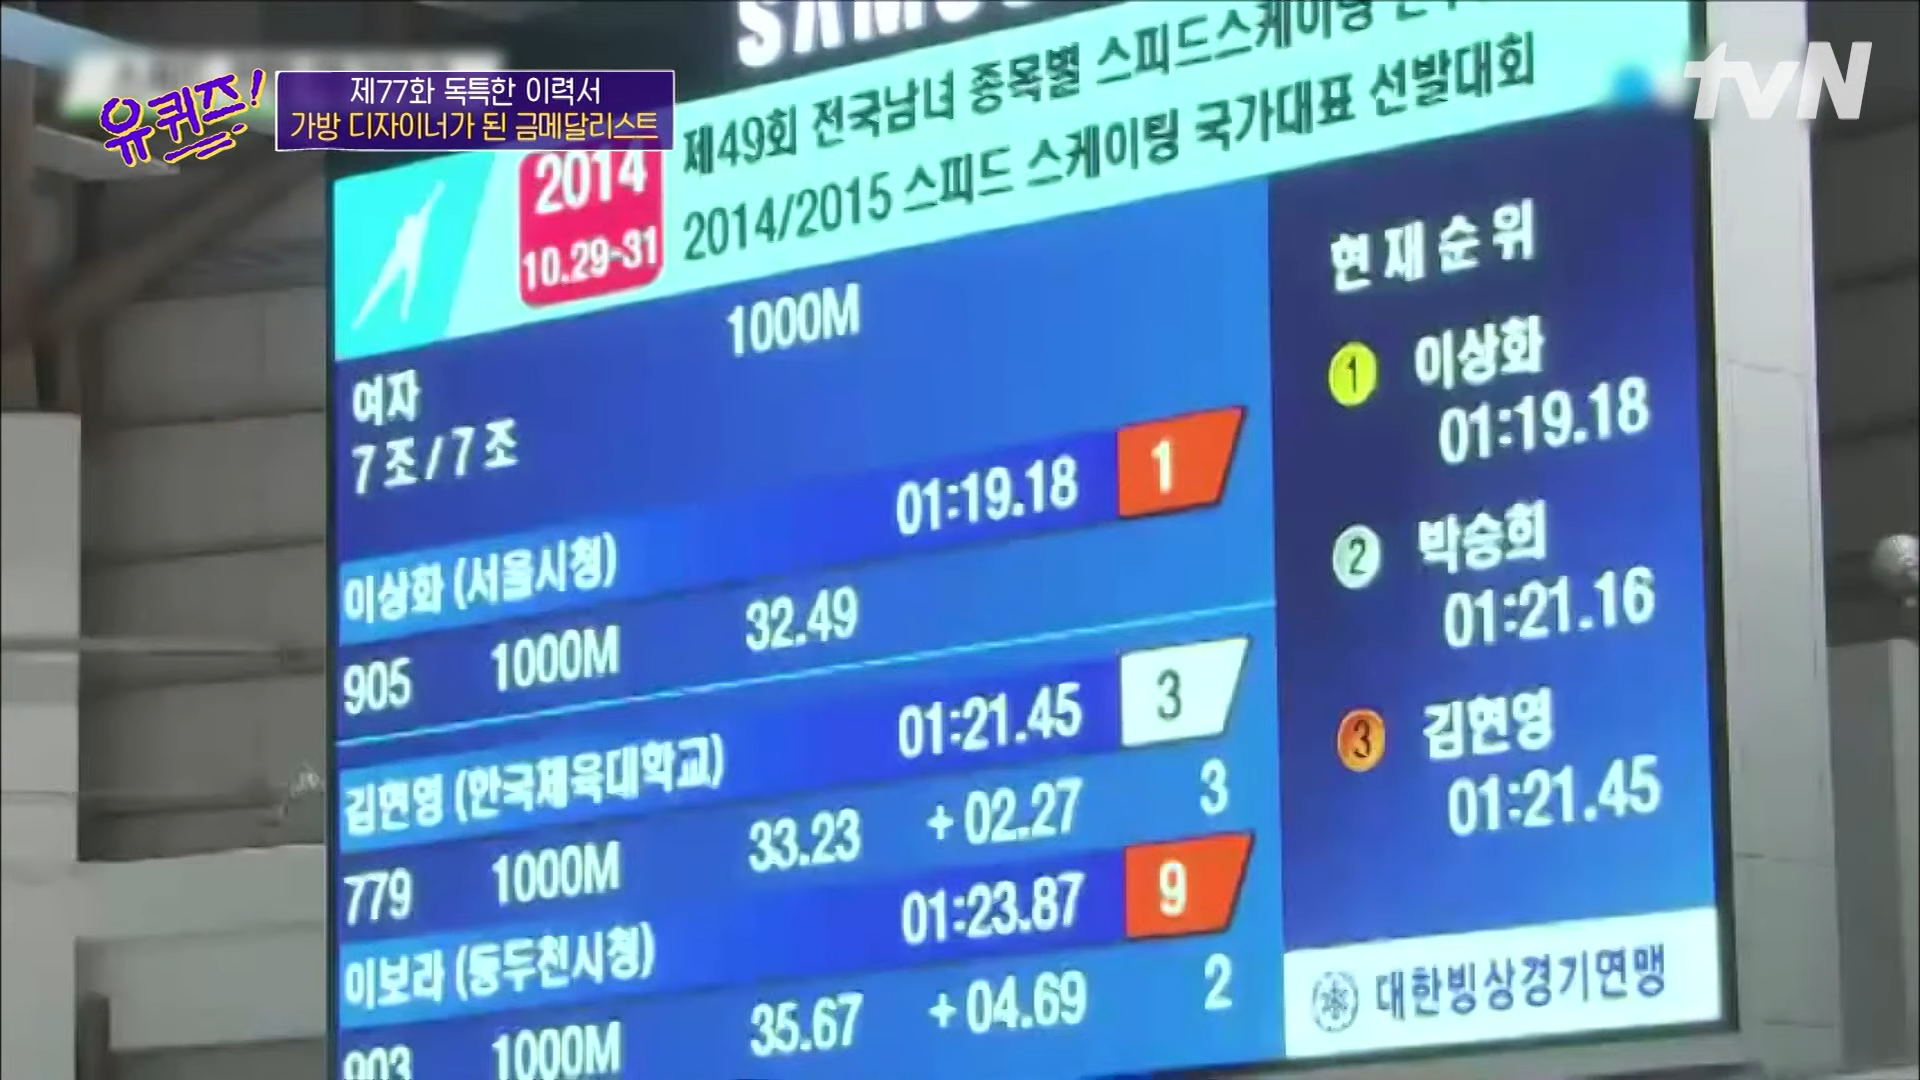 SAMSU
tvN
유퀴즈!
제77화 독특한 이력서
가방 디자이너가 된 금메달리스트
제49회 전국남녀 종목별 스피드스케이팅
2014/2015 스피드 스케이팅 국가대표 선발대회
2014
10.29-31
1000M
여자
7조/7조
이상화 (서울시청) 01:19.18 1
905 1000M 32.49
김현영 (한국체육대학교) 01:21.45 3
779 1000M 33.23 + 02.27 3
이보라 (동두천시청) 01:23.87 9
903 1000M 35.67 + 04.69 2
현재순위
1 이상화
01:19.18
2 박승희
01:21.16
3 김현영
01:21.45
대한빙상경기연맹